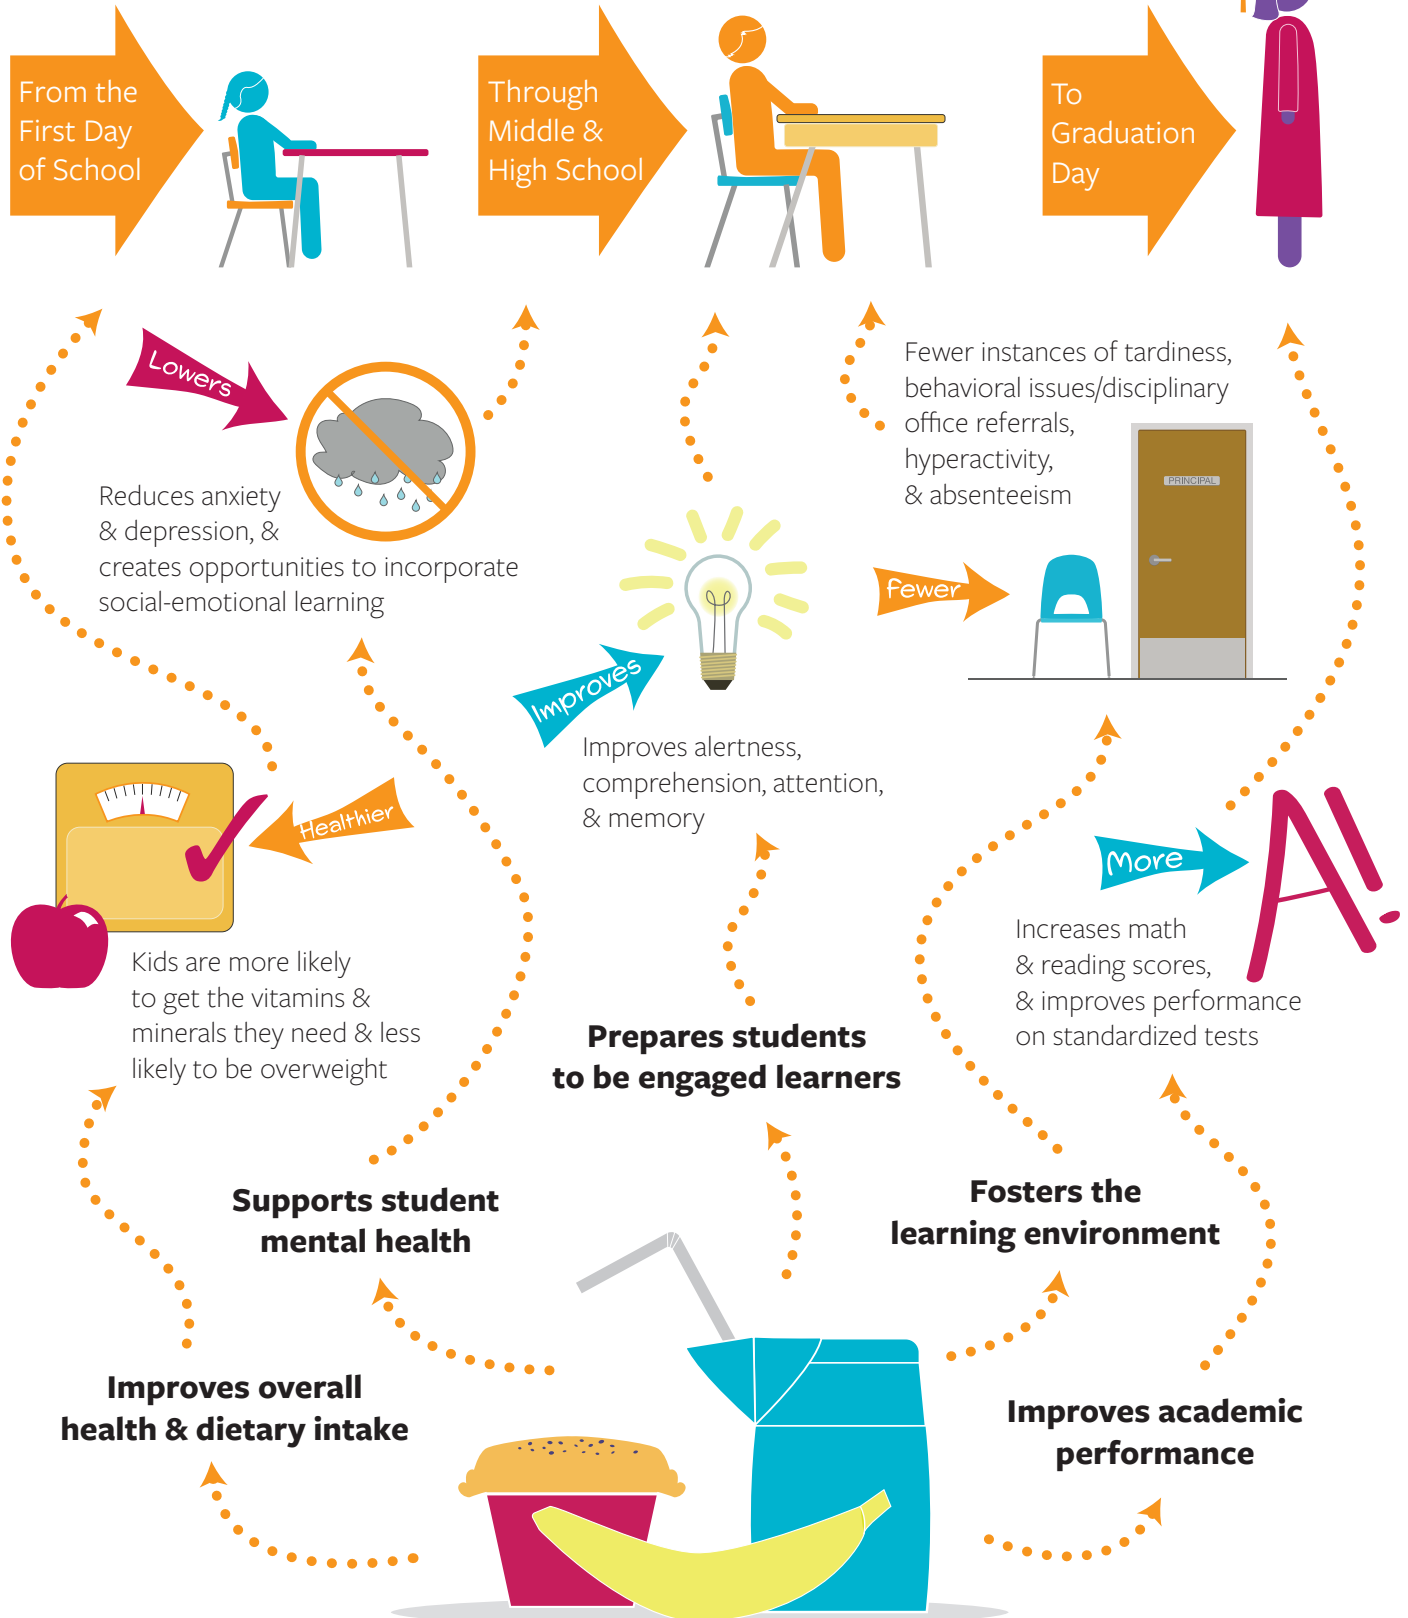 From the
First Day
of School
Through
Middle &
High School
To
Graduation
Day
Lowers
Reduces anxiety
& depression, &
creates opportunities to incorporate
social-emotional learning
Fewer instances of tardiness,
behavioral issues/disciplinary
office referrals,
hyperactivity,
& absenteeism
PRINCIPAL
Fewer
Improves
Improves alertness,
comprehension, attention,
& memory
Healthier
Kids are more likely
to get the vitamins &
minerals they need & less
likely to be overweight
More
A!
Increases math
& reading scores,
& improves performance
on standardized tests
Prepares students
to be engaged learners
Supports student
mental health
Fosters the
learning environment
Improves overall
health & dietary intake
Improves academic
performance